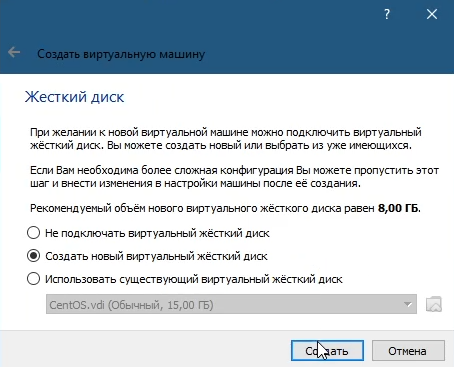 ?
Создать виртуальную машину
Жесткий диск
При желании к новой виртуальной машине можно подключить виртуальный
жёсткий диск. Вы можете создать новый или выбрать из уже имеющихся.
Если Вам необходима более сложная конфигурация Вы можете пропустить этот
шаг и внести изменения в настройки машины после её создания.
Рекомендуемый объём нового виртуального жёсткого диска равен 8,00 ГБ.
Не подключать виртуальный жёсткий диск
Создать новый виртуальный жёсткий диск
Использовать существующий виртуальный жёсткий диск
CentOS.vdi (Обычный, 15,00 ГБ)
Создать
Отмена